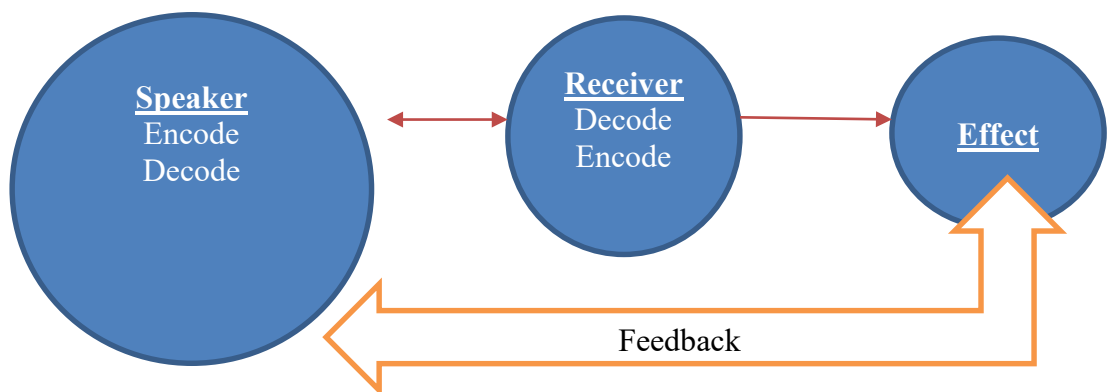 Speaker
Encode
Decode
Receiver
Decode
Encode
Effect
Feedback